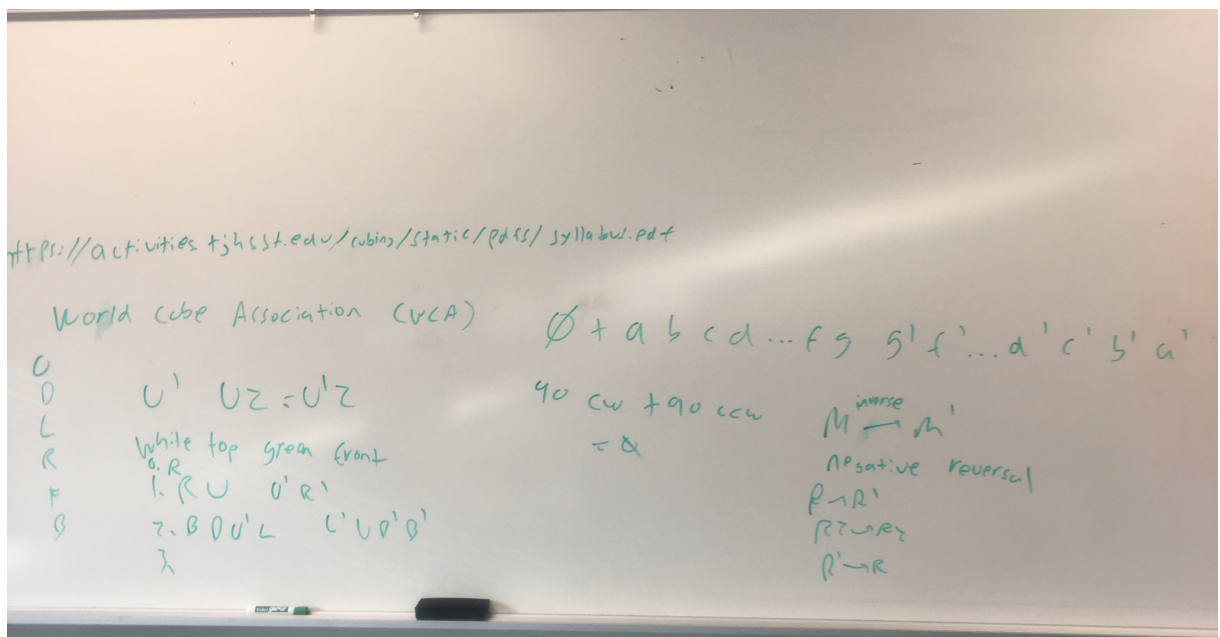 https://activities.tjhsst.edu/cubing/static/pdfs/syllabus.pdf
World Cube Association (WCA)
U
D
L
R
F
B
U' U2 = U'2
White top green front
0. R
1. R U U' R'
2. B D U' L L' U D' B'
3
∅ + a b c d ... f g g' f' ... d' c' b' a'
90 cw + 90 ccw
= ∅
inverse
M → M'
negative reversal
R → R'
R2 → R2
R' → R